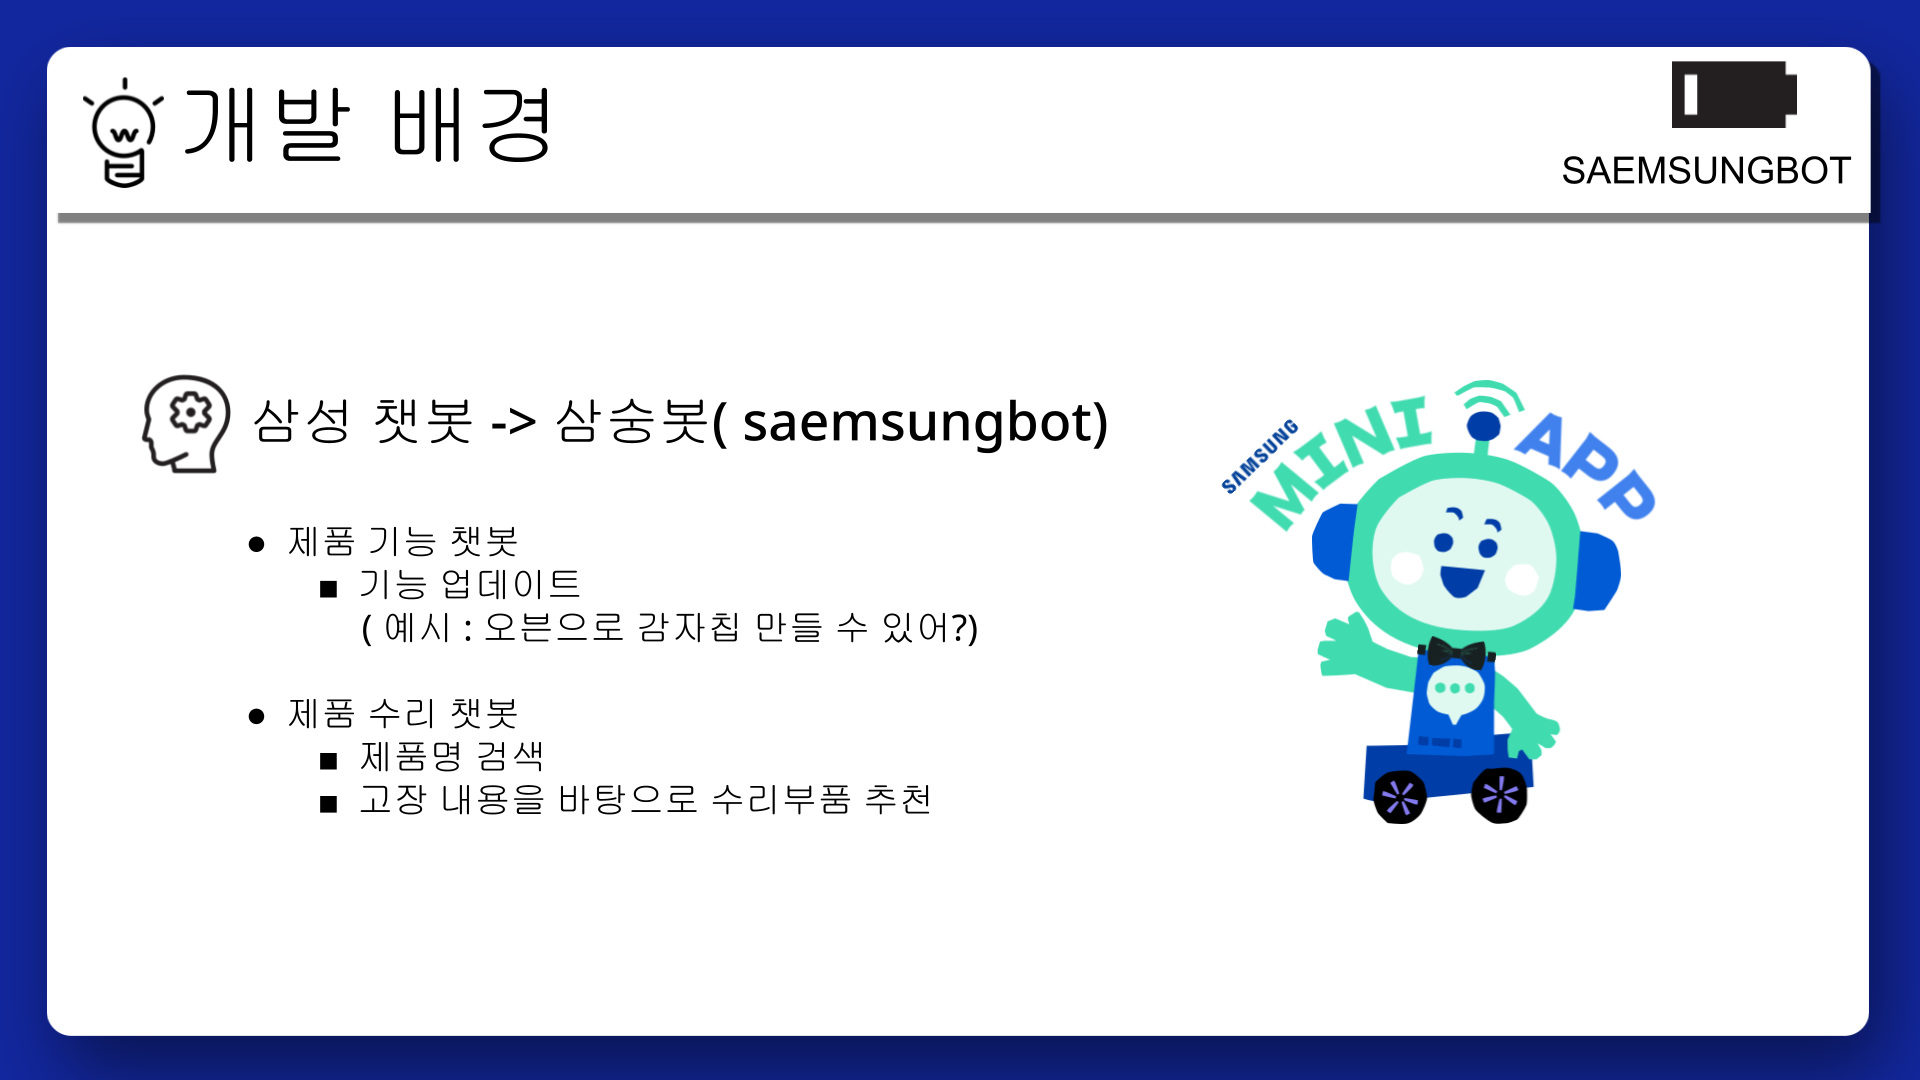 개발 배경
SAEMSUNGBOT
삼성 챗봇 -> 삼숭봇( saemsungbot)
● 제품 기능 챗봇
■ 기능 업데이트
( 예시 : 오븐으로 감자칩 만들 수 있어?)
● 제품 수리 챗봇
■ 제품명 검색
■ 고장 내용을 바탕으로 수리부품 추천
SAMSUNG
MINI APP